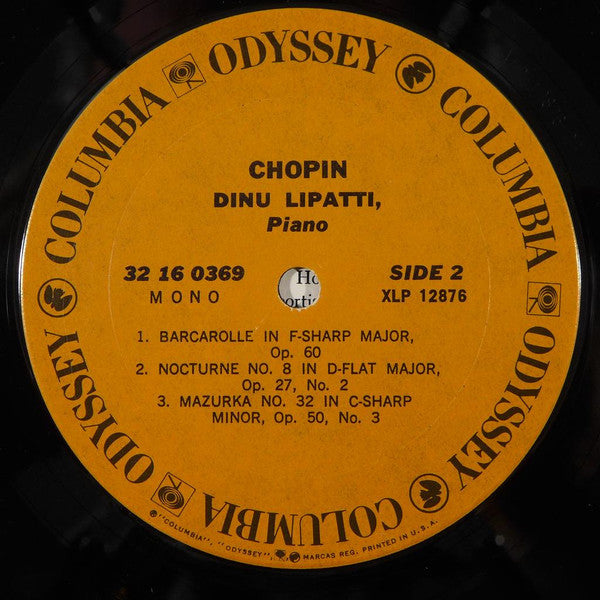 COLUMBIA ODYSSEY COLUMBIA ODYSSEY COLUMBIA ODYSSEY
CHOPIN
DINU LIPATTI,
Piano
32 16 0369
MONO
SIDE 2
XLP 12876
1. BARCAROLLE IN F-SHARP MAJOR,
Op. 60
2. NOCTURNE NO. 8 IN D-FLAT MAJOR,
Op. 27, No. 2
3. MAZURKA NO. 32 IN C-SHARP
MINOR, Op. 50, No. 3
"COLUMBIA", "ODYSSEY", MARCAS REG. PRINTED IN U.S.A.